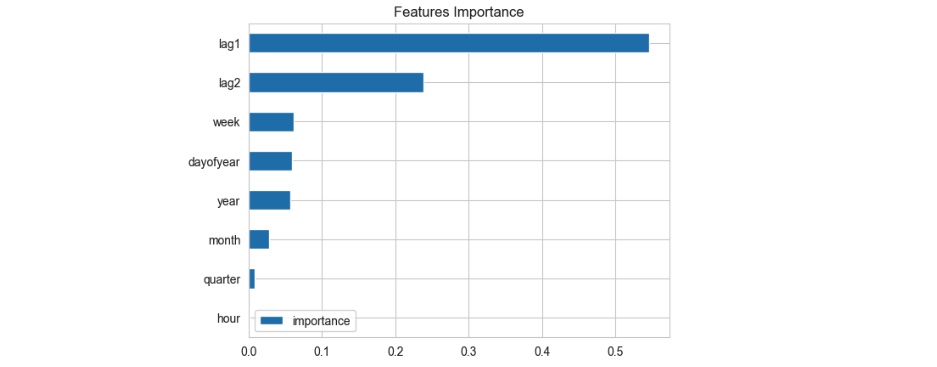 Features Importance
lag1
lag2
week
dayofyear
year
month
quarter
hour
importance
0.0 0.1 0.2 0.3 0.4 0.5